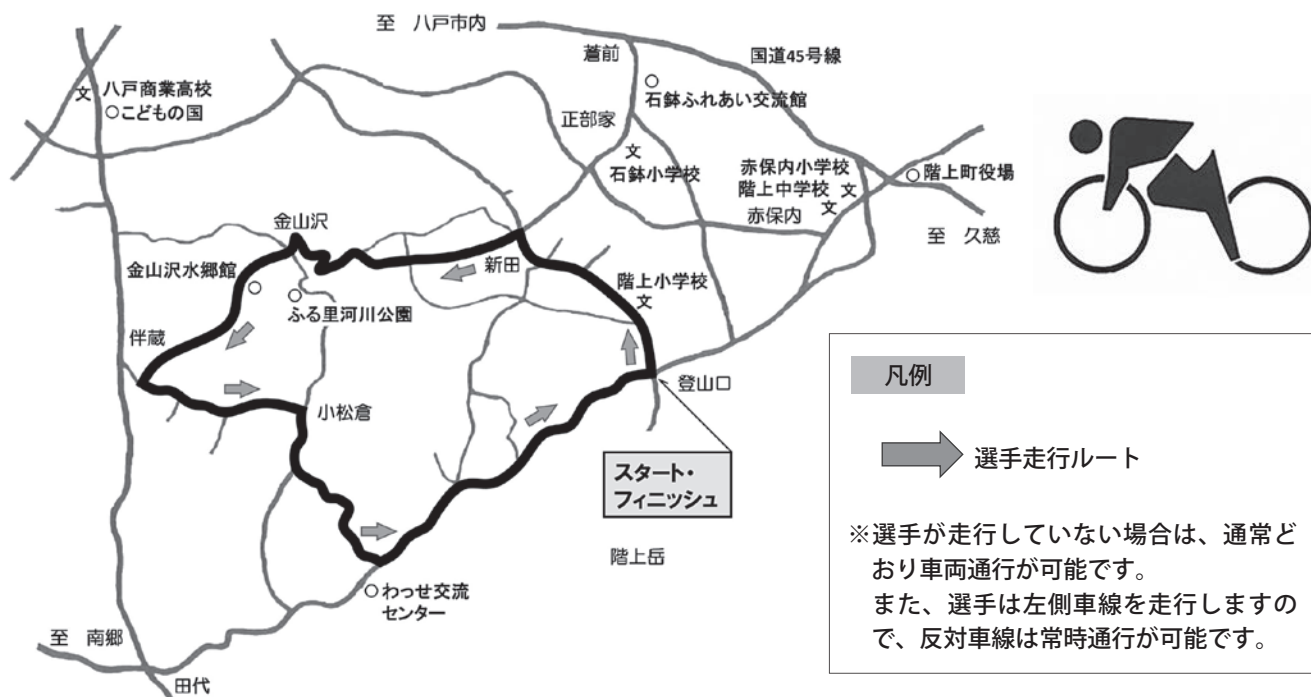 至 八戸市内
蒼前
国道45号線
文 八戸商業高校
こどもの国
石鉢ふれあい交流館
正部家
文
石鉢小学校
赤保内小学校
文
階上中学校
文
赤保内
階上町役場
至 久慈
金山沢
金山沢水郷館
新田
階上小学校
文
ふる里河川公園
伴蔵
登山口
小松倉
スタート・
フィニッシュ
階上岳
わっせ交流
センター
至 南郷
田代
凡例
選手走行ルート
※選手が走行していない場合は、通常ど
おり車両通行が可能です。
また、選手は左側車線を走行しますの
で、反対車線は常時通行が可能です。